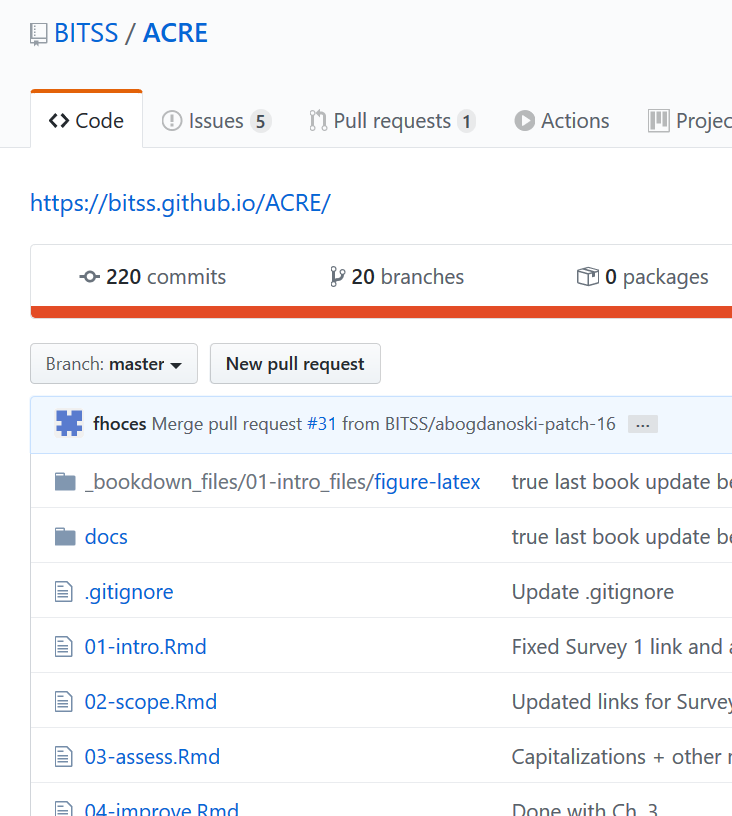 BITSS / ACRE
Code Issues 5 Pull requests 1 Actions Projec
https://bitss.github.io/ACRE/
220 commits 20 branches 0 packages
Branch: master New pull request
fhoces Merge pull request #31 from BITSS/abogdanoski-patch-16 ...
_bookdown_files/01-intro_files/figure-latex true last book update be
docs true last book update be
.gitignore Update .gitignore
01-intro.Rmd Fixed Survey 1 link and a
02-scope.Rmd Updated links for Survey
03-assess.Rmd Capitalizations + other
04-improve.Rmd Done with Ch. 3